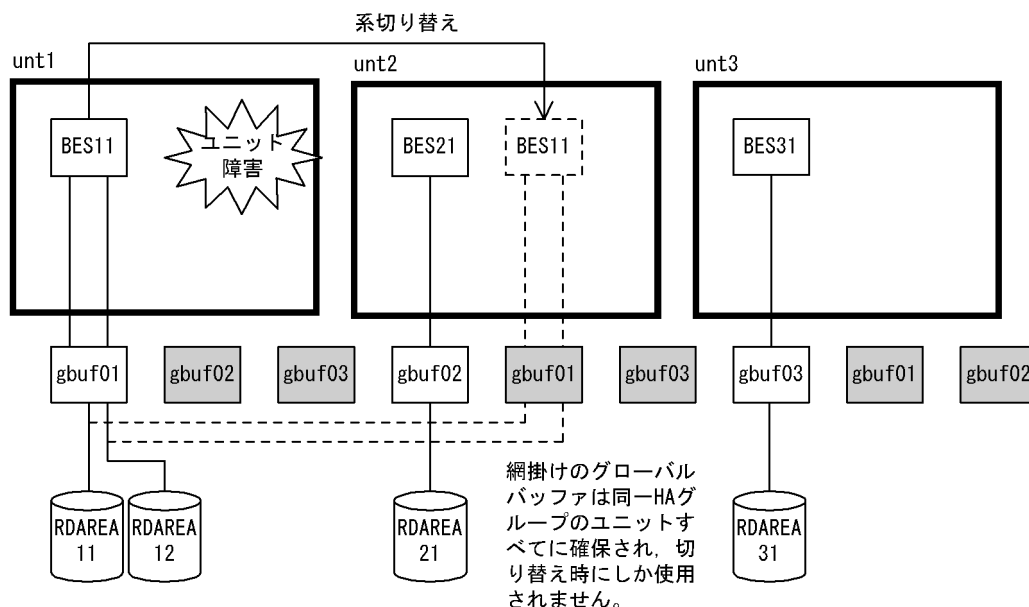 系切り替え
unt1
unt2
unt3
BES11
ユニット
障害
BES21
BES11
BES31
gbuf01
gbuf02
gbuf03
gbuf02
gbuf01
gbuf03
gbuf03
gbuf01
gbuf02
RDAREA
11
RDAREA
12
RDAREA
21
網掛けのグローバル
バッファは同一HAグ
ループのユニットす
べてに確保され，切
り替え時にしか使用
されません。
RDAREA
31